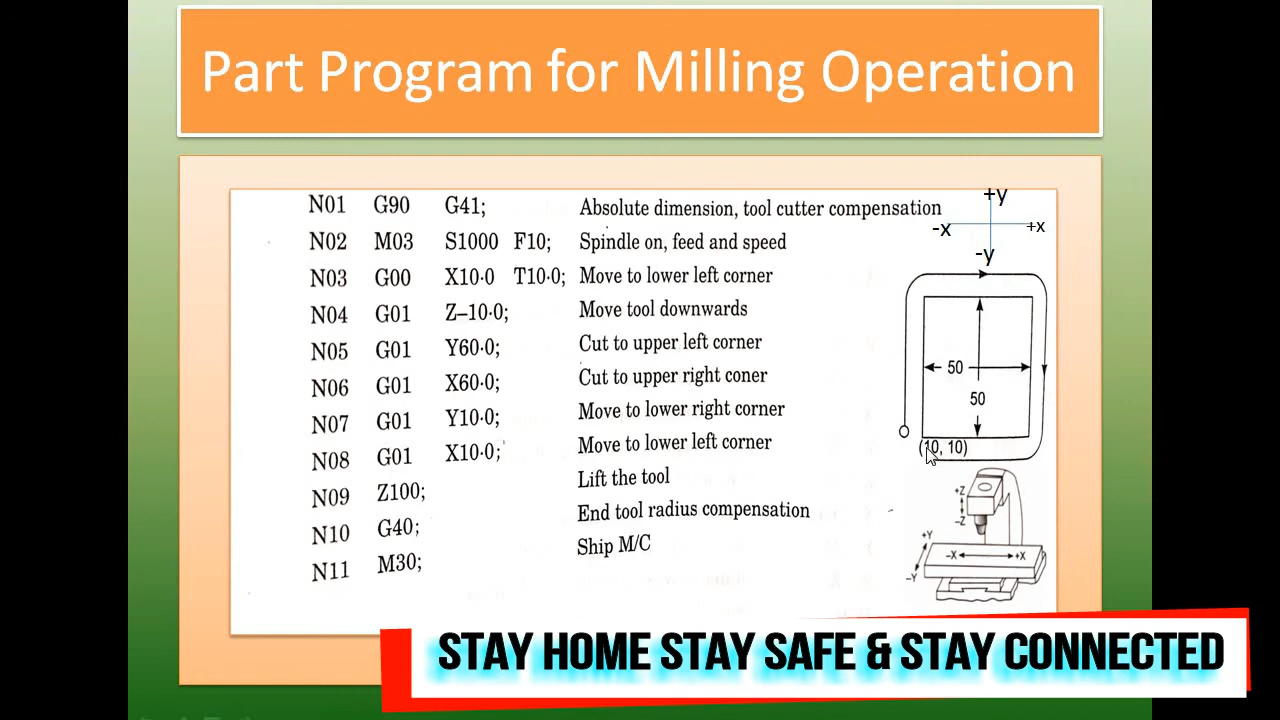 Part Program for Milling Operation
N01 G90 G41; Absolute dimension, tool cutter compensation
N02 M03 S1000 F10; Spindle on, feed and speed
N03 G00 X10·0 T10·0; Move to lower left corner
N04 G01 Z–10·0; Move tool downwards
N05 G01 Y60·0; Cut to upper left corner
N06 G01 X60·0; Cut to upper right coner
N07 G01 Y10·0; Move to lower right corner
N08 G01 X10·0; Move to lower left corner
N09 Z100; Lift the tool
N10 G40; End tool radius compensation
N11 M30; Ship M/C
+y
-x +x
-y
50
50
(10, 10)
+Z
–Z
+Y
–X +X
–Y
STAY HOME STAY SAFE & STAY CONNECTED